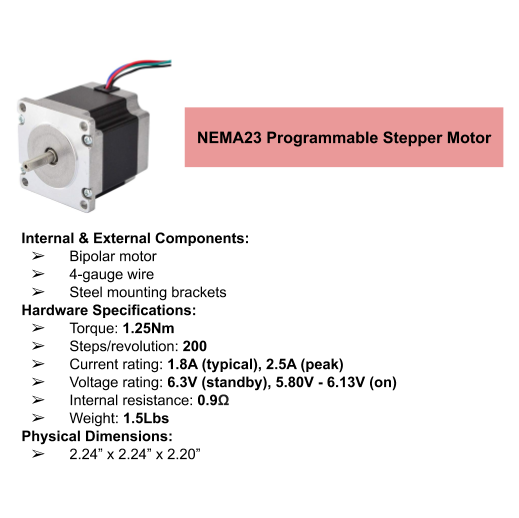 NEMA23 Programmable Stepper Motor
Internal & External Components:
➢ Bipolar motor
➢ 4-gauge wire
➢ Steel mounting brackets
Hardware Specifications:
➢ Torque: 1.25Nm
➢ Steps/revolution: 200
➢ Current rating: 1.8A (typical), 2.5A (peak)
➢ Voltage rating: 6.3V (standby), 5.80V - 6.13V (on)
➢ Internal resistance: 0.9Ω
➢ Weight: 1.5Lbs
Physical Dimensions:
➢ 2.24” x 2.24” x 2.20”